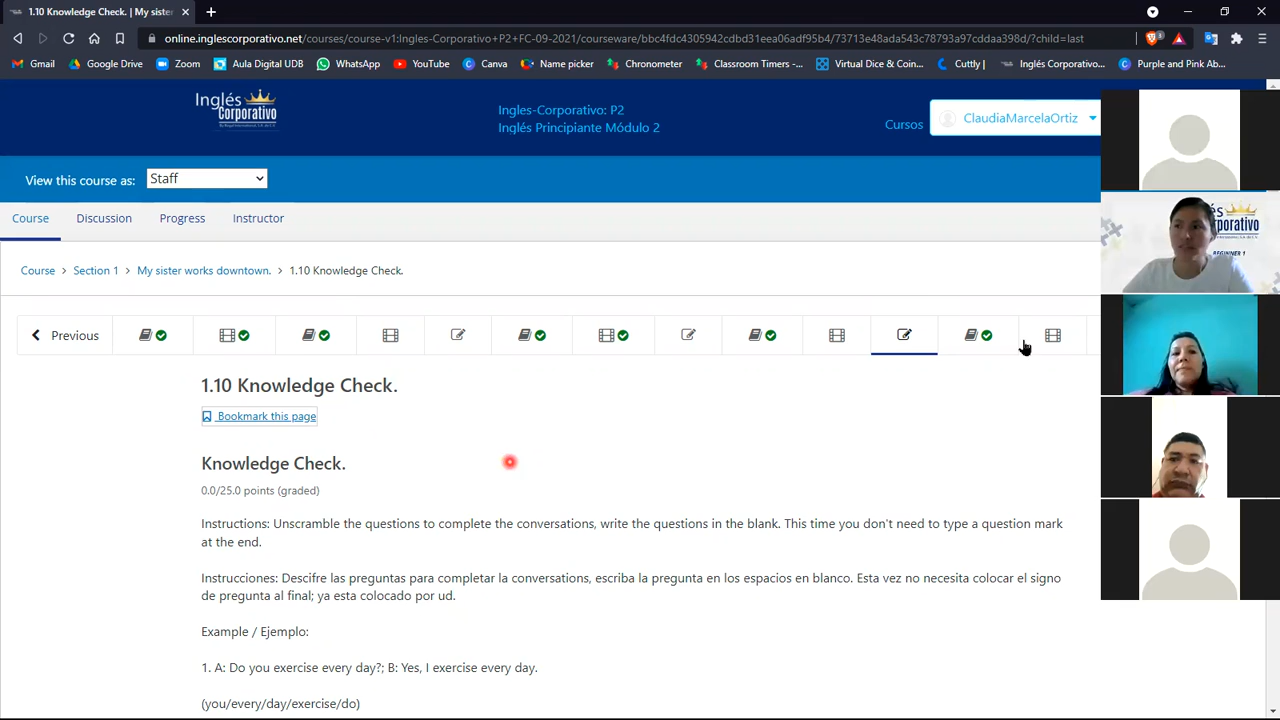 1.10 Knowledge Check. | My sister
online.inglescorporativo.net/courses/course-v1:Ingles-Corporativo+P2+FC-09-2021/courseware/bbc4fdc4305942cdbd31eea06adf95b4/73713e48ada543c78793a97cddaa398d/?child=last
Gmail Google Drive Zoom Aula Digital UDB WhatsApp YouTube Canva Name picker Chronometer Classroom Timers -... Virtual Dice & Coin... Cuttly | Inglés Corporativo... Purple and Pink Ab...
Inglés Corporativo
Ingles-Corporativo: P2
Inglés Principiante Módulo 2
Cursos
ClaudiaMarcelaOrtiz
View this course as: Staff
Course Discussion Progress Instructor
Course > Section 1 > My sister works downtown. > 1.10 Knowledge Check.
Previous
1.10 Knowledge Check.
Bookmark this page
Knowledge Check.
0.0/25.0 points (graded)
Instructions: Unscramble the questions to complete the conversations, write the questions in the blank. This time you don't need to type a question mark
at the end.
Instrucciones: Descifre las preguntas para completar la conversations, escriba la pregunta en los espacios en blanco. Esta vez no necesita colocar el signo
de pregunta al final; ya esta colocado por ud.
Example / Ejemplo:
1. A: Do you exercise every day?; B: Yes, I exercise every day.
(you/every/day/exercise/do)
BEGINNER 1